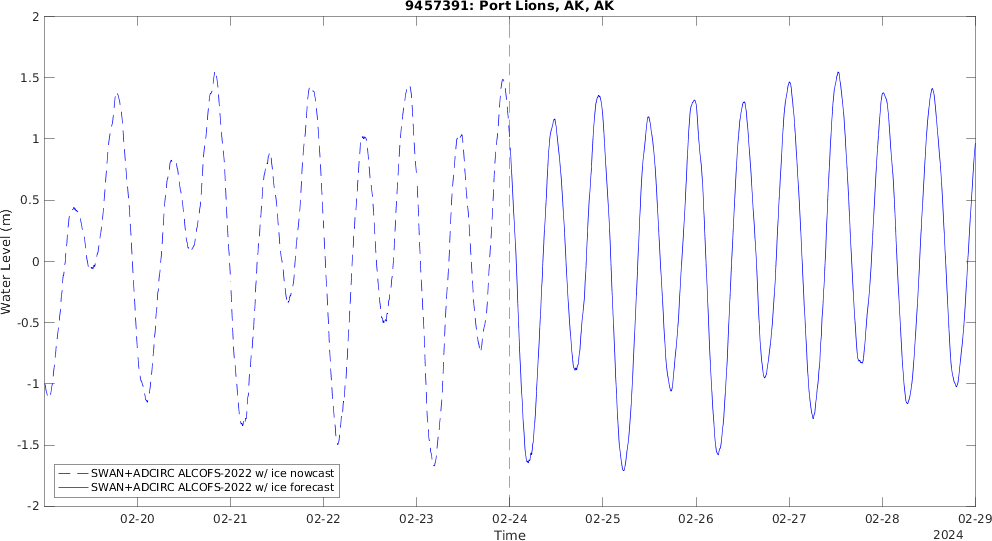 9457391: Port Lions, AK, AK
2
1.5
1
0.5
0
-0.5
-1
-1.5
-2
Water Level (m)
SWAN+ADCIRC ALCOFS-2022 w/ ice nowcast
SWAN+ADCIRC ALCOFS-2022 w/ ice forecast
02-20 02-21 02-22 02-23 02-24 02-25 02-26 02-27 02-28 02-29
Time
2024